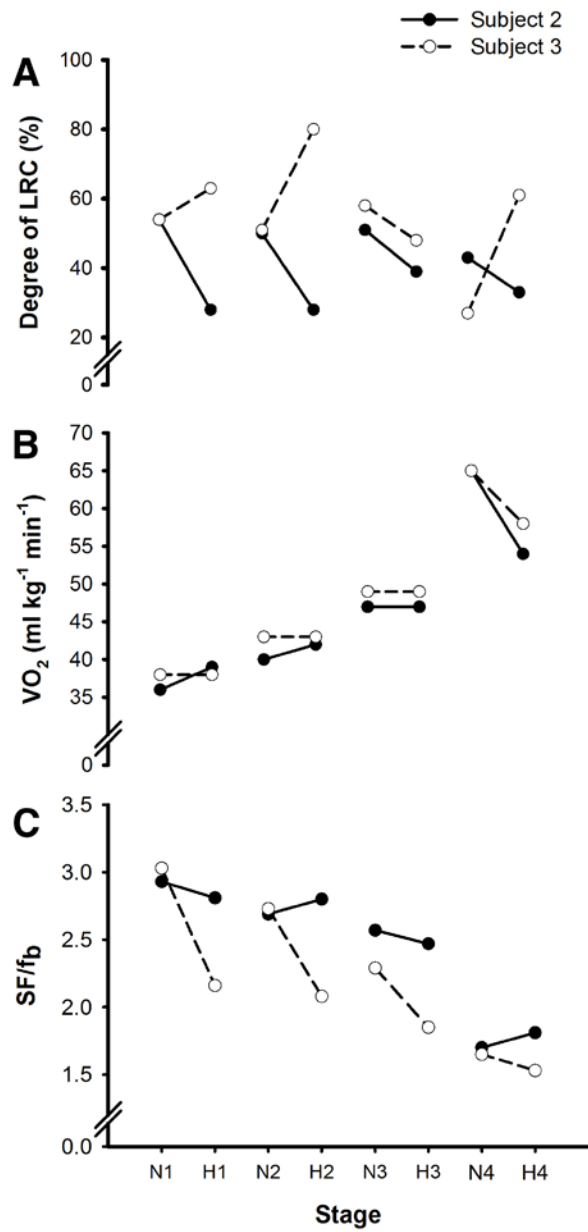 Subject 2
Subject 3
A
Degree of LRC (%)
100
80
60
40
20
0
B
VO₂ (ml kg⁻¹ min⁻¹)
70
65
60
55
50
45
40
35
0
C
SF/f_b
3.5
3.0
2.5
2.0
1.5
0.0
N1 H1 N2 H2 N3 H3 N4 H4
Stage